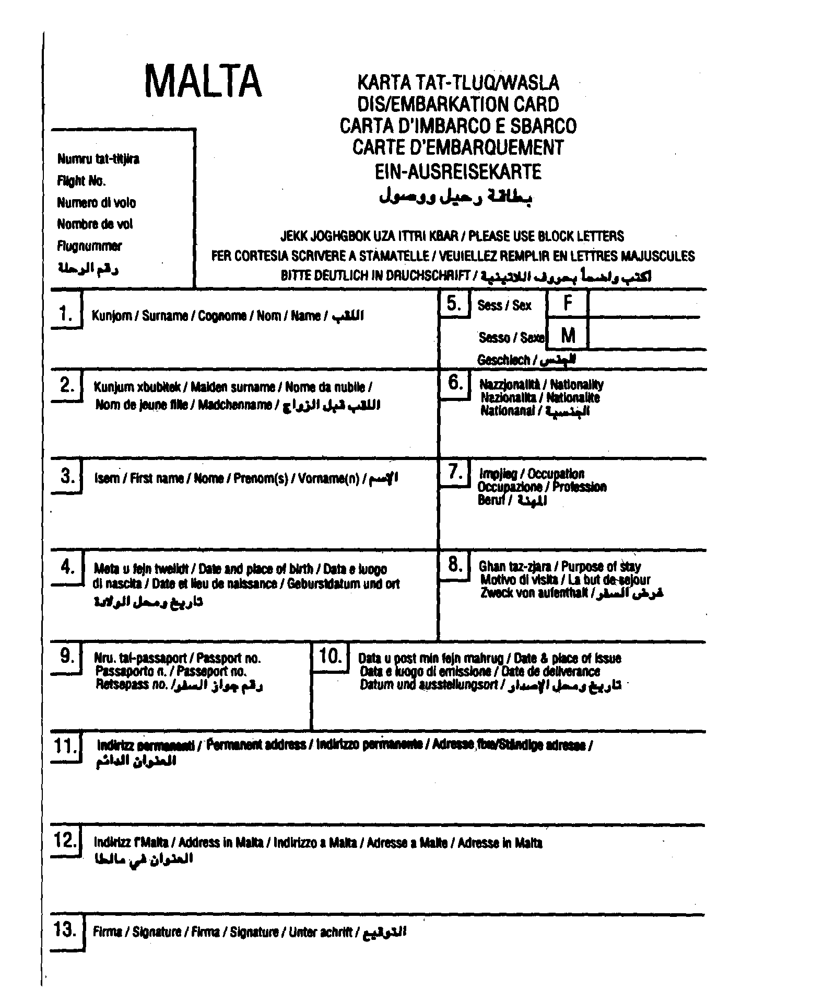 MALTA
KARTA TAT-TLUQ/WASLA
DIS/EMBARKATION CARD
CARTA D'IMBARCO E SBARCO
CARTE D'EMBARQUEMENT
EIN-AUSREISEKARTE
بطاقة رحيل ووصول
Numru tat-titjira
Flight No.
Numero di volo
Nombre de vol
Flugnummer
رقم الرحلة
JEKK JOGHGBOK UZA ITTRI KBAR / PLEASE USE BLOCK LETTERS
FER CORTESIA SCRIVERE A STAMATELLE / VEUIELLEZ REMPLIR EN LETTRES MAJUSCULES
BITTE DEUTLICH IN DRUCHSCHRIFT / اكتب واضحاً بحروف اللاتينية
1. Kunjom / Surname / Cognome / Nom / Name / اللقب
5. Sess / Sex F
Sesso / Sexe M
Geschlech / الجنس
2. Kunjum xbubitek / Maiden surname / Nome da nubile /
Nom de jeune fille / Madchenname / اللقب قبل الزواج
6. Nazzjonalità / Nationality
Nazionalita / Nationalite
Nationanal / الجنسية
3. Isem / First name / Nome / Prenom(s) / Vorname(n) / الإسم
7. Impjieg / Occupation
Occupazione / Profession
Beruf / المهنة
4. Meta u fejn twelidt / Date and place of birth / Data e luogo
di nascita / Date et lieu de naissance / Geburstdatum und ort
تاريخ ومحل الولادة
8. Ghan taz-zjara / Purpose of stay
Motivo di visita / La but de sejour
Zweck von aufenthalt / غرض السفر
9. Nru. tal-passaport / Passport no.
Passaporto n. / Passeport no.
Retsepass no. / رقم جواز السفر
10. Data u post min fejn mahrug / Date & place of issue
Data e luogo di emissione / Date de deliverance
Datum und ausstellungsort / تاريخ ومحل الإصدار
11. Indirizz permanenti / Permanent address / Indirizzo permanente / Adresse fixe/Ständige adresse /
العنوان الدائم
12. Indirizz f'Malta / Address in Malta / Indirizzo a Malta / Adresse a Malte / Adresse in Malta
العنوان في مالطا
13. Firma / Signature / Firma / Signature / Unter achrift / التوقيع